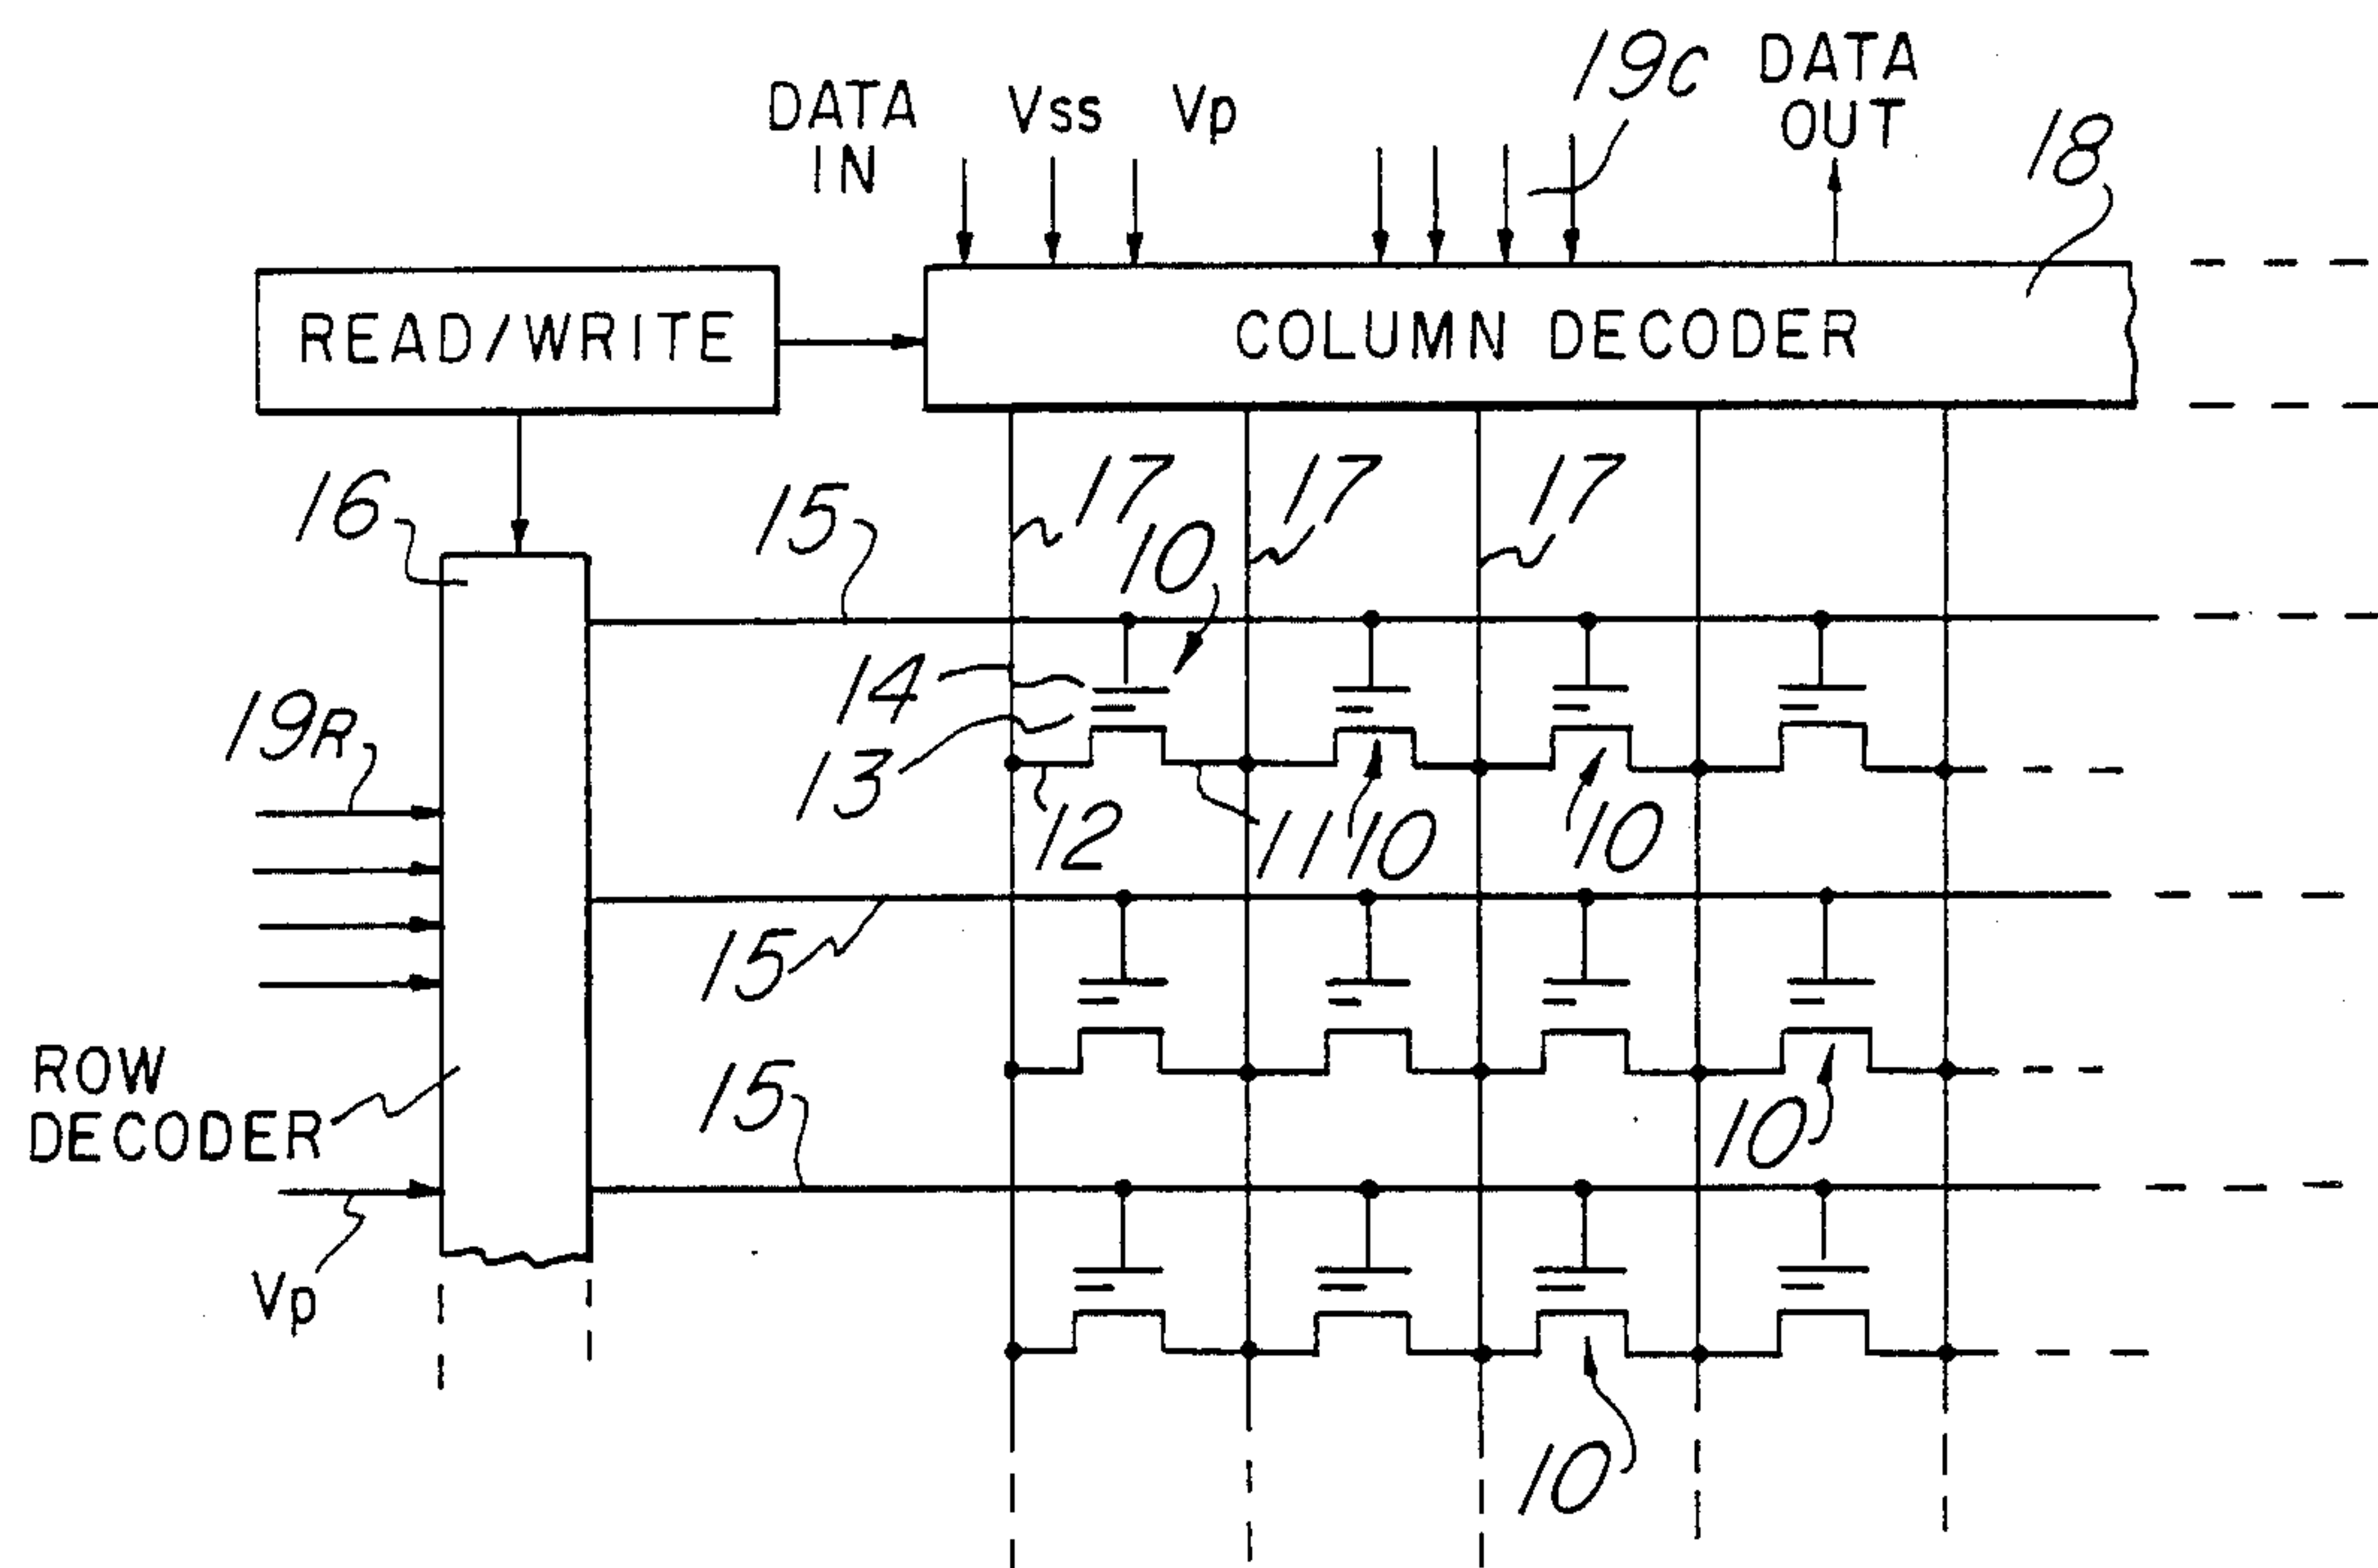 DATA
IN
Vss
Vp
19C
DATA
OUT
18
READ/WRITE
COLUMN DECODER
16
15
17
17
17
10
14
13
19R
12
11
10
10
15
ROW
DECODER
15
10
Vp
10